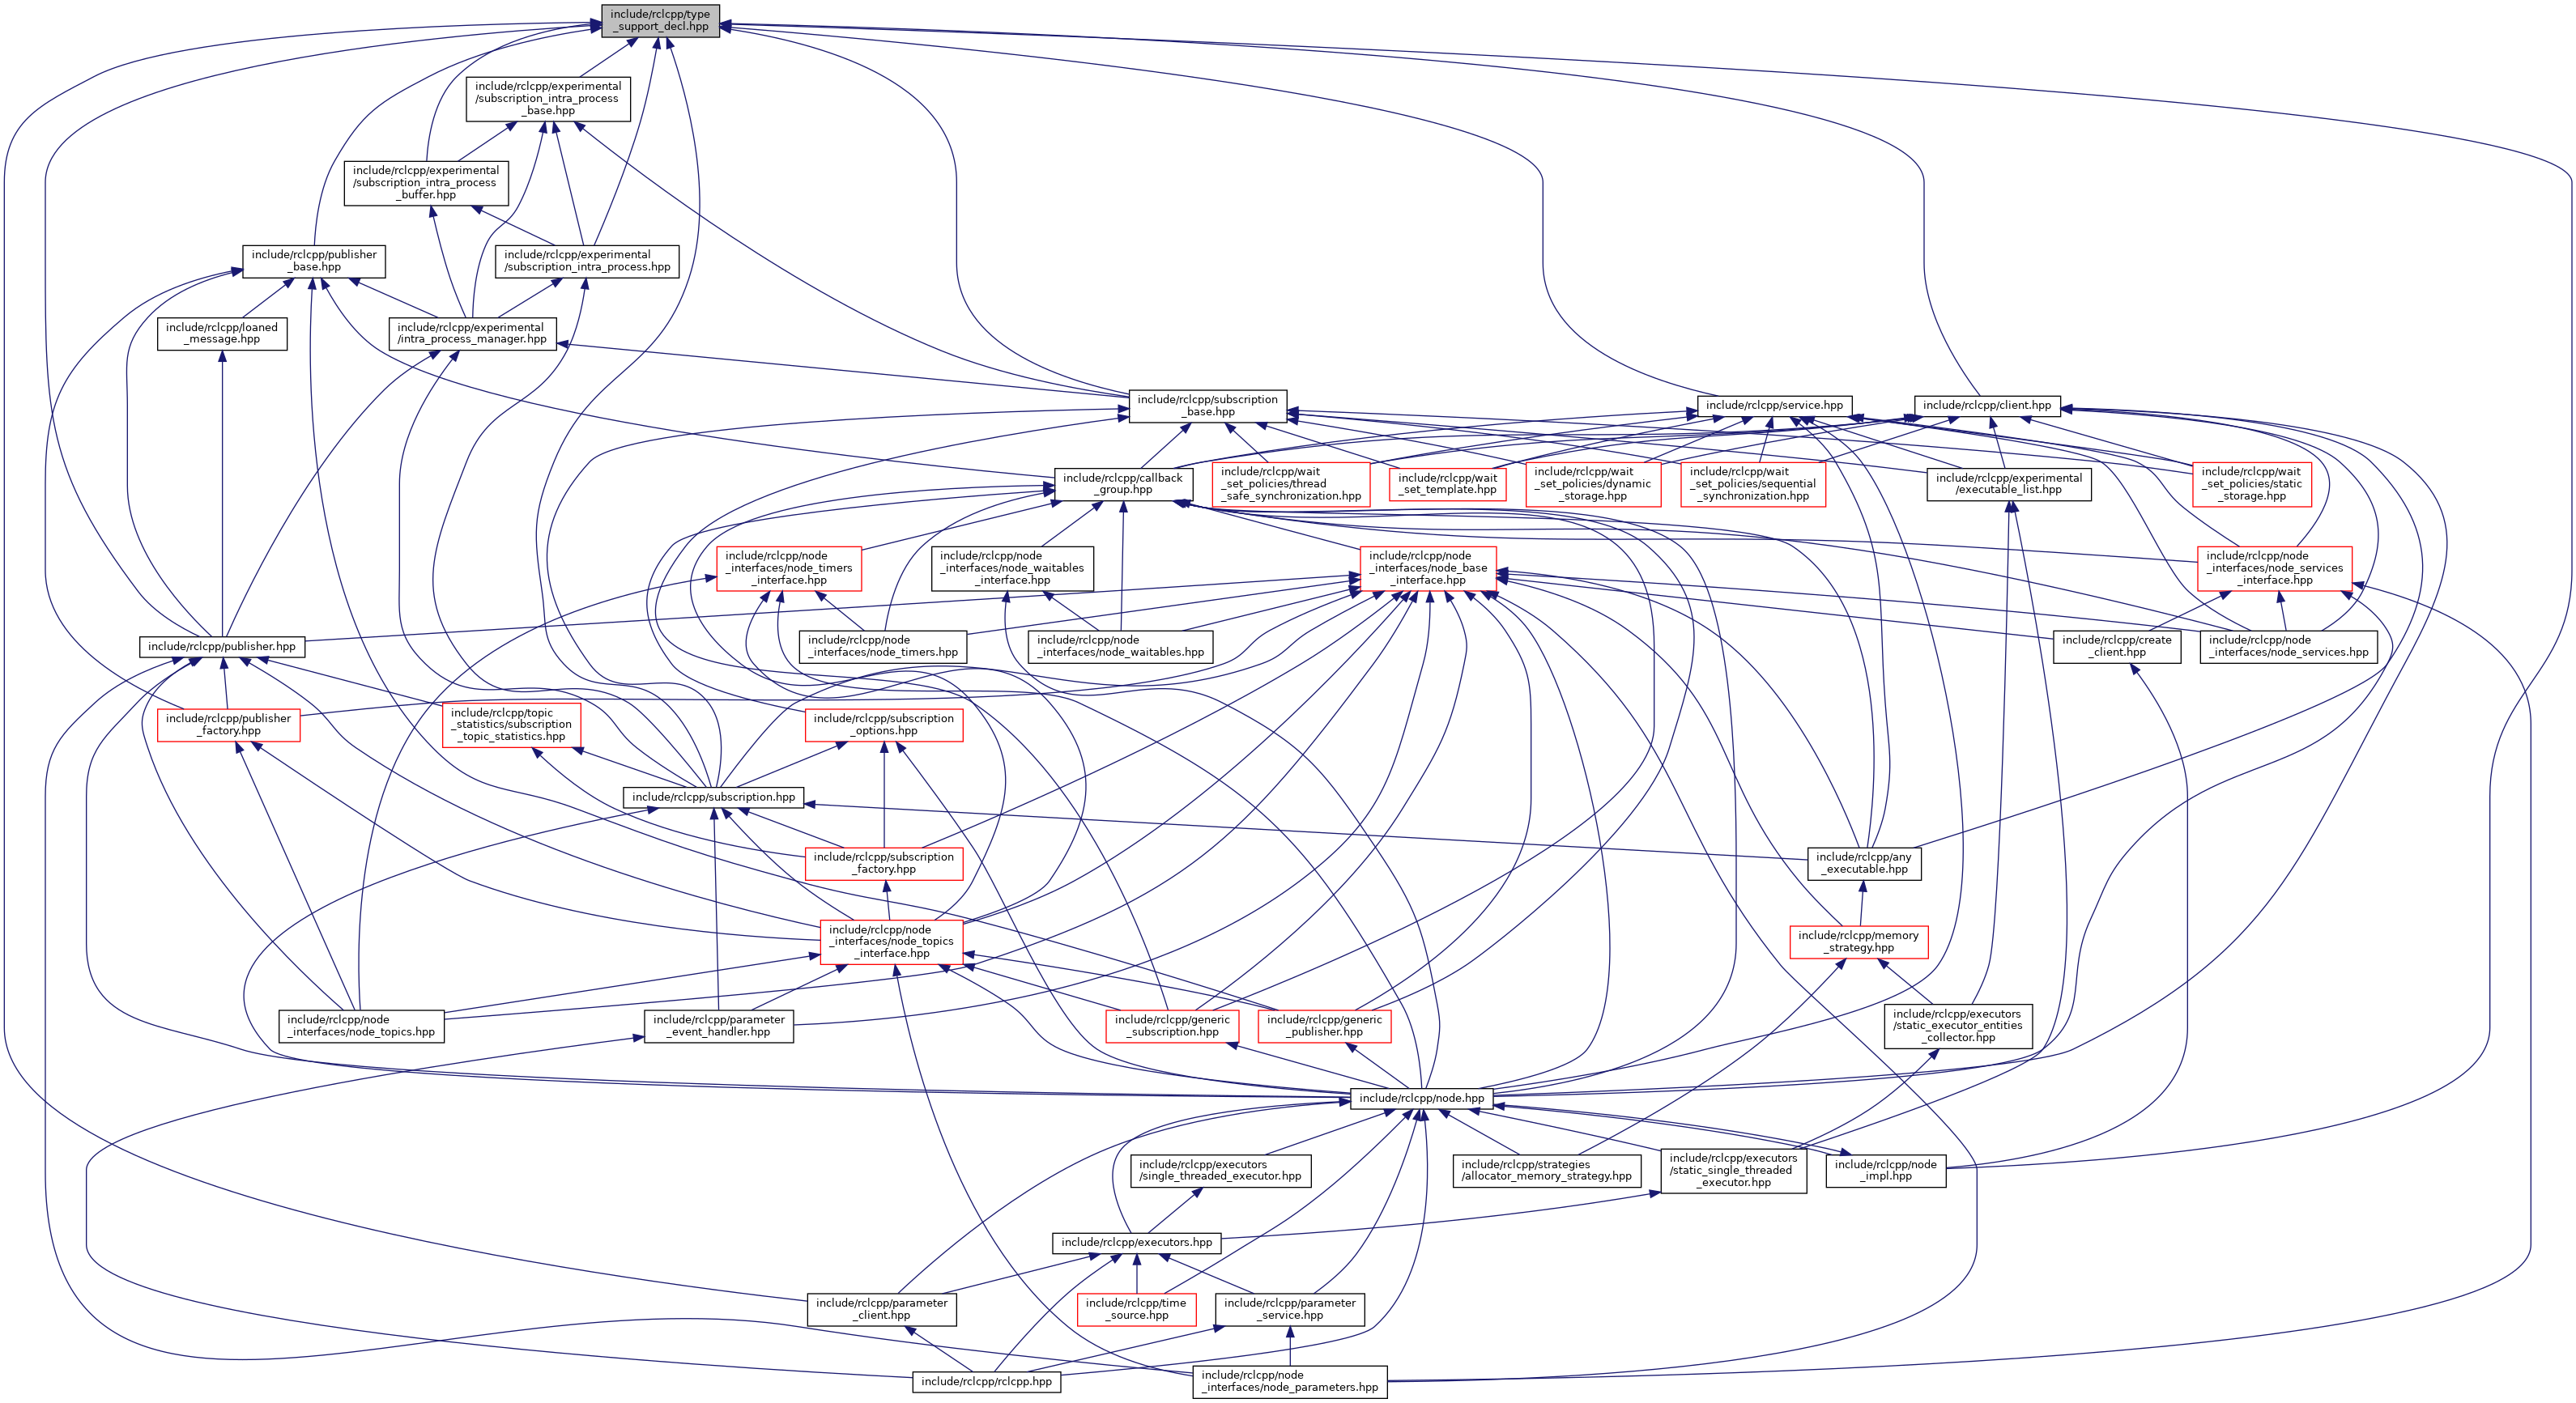 include/rclcpp/type
_support_decl.hpp
include/rclcpp/experimental
/subscription_intra_process
_base.hpp
include/rclcpp/experimental
/subscription_intra_process
_buffer.hpp
include/rclcpp/publisher
_base.hpp
include/rclcpp/experimental
/subscription_intra_process.hpp
include/rclcpp/loaned
_message.hpp
include/rclcpp/experimental
/intra_process_manager.hpp
include/rclcpp/subscription
_base.hpp
include/rclcpp/service.hpp
include/rclcpp/client.hpp
include/rclcpp/callback
_group.hpp
include/rclcpp/wait
_set_policies/thread
_safe_synchronization.hpp
include/rclcpp/wait
_set_template.hpp
include/rclcpp/wait
_set_policies/dynamic
_storage.hpp
include/rclcpp/wait
_set_policies/sequential
_synchronization.hpp
include/rclcpp/experimental
/executable_list.hpp
include/rclcpp/wait
_set_policies/static
_storage.hpp
include/rclcpp/node
_interfaces/node_timers
_interface.hpp
include/rclcpp/node
_interfaces/node_waitables
_interface.hpp
include/rclcpp/node
_interfaces/node_base
_interface.hpp
include/rclcpp/node
_interfaces/node_services
_interface.hpp
include/rclcpp/publisher.hpp
include/rclcpp/node
_interfaces/node_timers.hpp
include/rclcpp/node
_interfaces/node_waitables.hpp
include/rclcpp/create
_client.hpp
include/rclcpp/node
_interfaces/node_services.hpp
include/rclcpp/publisher
_factory.hpp
include/rclcpp/topic
_statistics/subscription
_topic_statistics.hpp
include/rclcpp/subscription
_options.hpp
include/rclcpp/subscription.hpp
include/rclcpp/subscription
_factory.hpp
include/rclcpp/any
_executable.hpp
include/rclcpp/node
_interfaces/node_topics
_interface.hpp
include/rclcpp/memory
_strategy.hpp
include/rclcpp/node
_interfaces/node_topics.hpp
include/rclcpp/parameter
_event_handler.hpp
include/rclcpp/generic
_subscription.hpp
include/rclcpp/generic
_publisher.hpp
include/rclcpp/executors
/static_executor_entities
_collector.hpp
include/rclcpp/node.hpp
include/rclcpp/executors
/single_threaded_executor.hpp
include/rclcpp/strategies
/allocator_memory_strategy.hpp
include/rclcpp/executors
/static_single_threaded
_executor.hpp
include/rclcpp/node
_impl.hpp
include/rclcpp/executors.hpp
include/rclcpp/parameter
_client.hpp
include/rclcpp/time
_source.hpp
include/rclcpp/parameter
_service.hpp
include/rclcpp/rclcpp.hpp
include/rclcpp/node
_interfaces/node_parameters.hpp